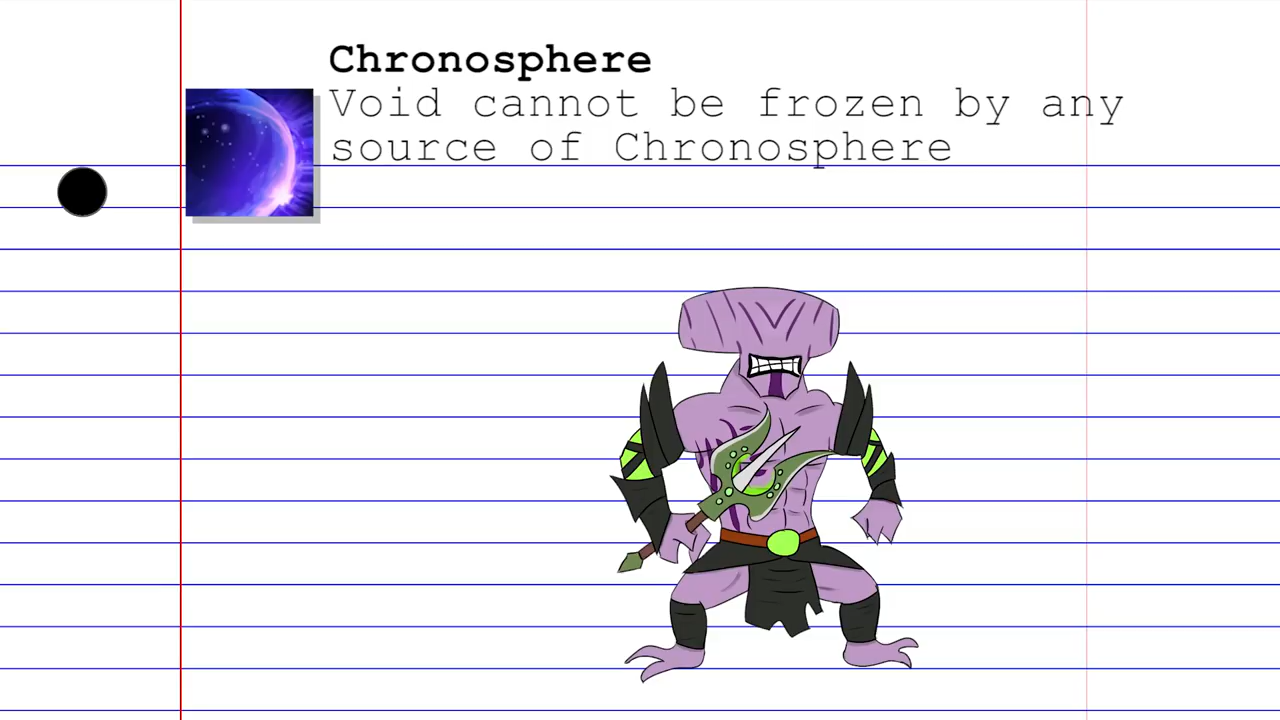 Chronosphere
Void cannot be frozen by any
source of Chronosphere